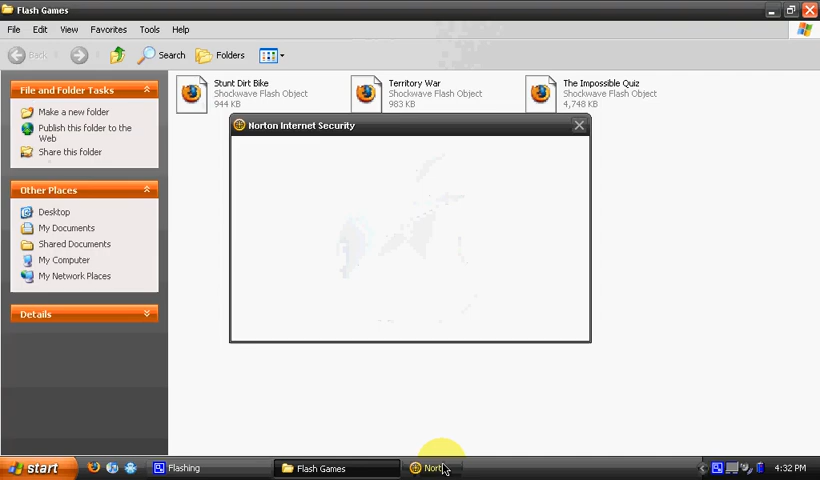 Flash Games
File Edit View Favorites Tools Help
Back Search Folders
File and Folder Tasks
Make a new folder
Publish this folder to the
Web
Share this folder
Other Places
Desktop
My Documents
Shared Documents
My Computer
My Network Places
Details
Stunt Dirt Bike
Shockwave Flash Object
944 KB
Territory War
Shockwave Flash Object
983 KB
The Impossible Quiz
Shockwave Flash Object
4,748 KB
Norton Internet Security
start Flashing Flash Games 4:32 PM